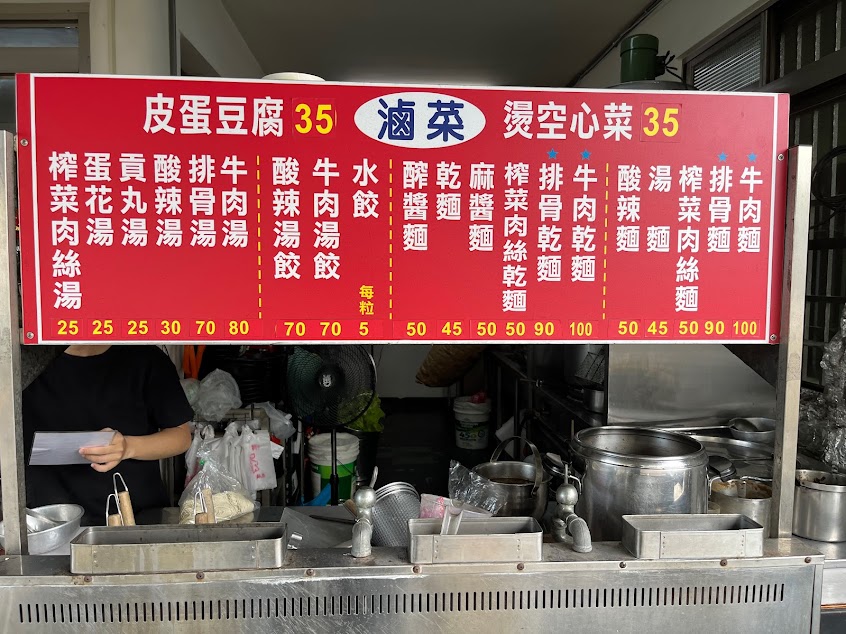 皮蛋豆腐 35 滷菜 燙空心菜 35
牛肉麵 100
排骨麵 90
榨菜肉絲麵 50
湯麵 45
酸辣麵 50
牛肉乾麵 100
排骨乾麵 90
榨菜肉絲乾麵 50
麻醬麵 50
乾麵 45
醡醬麵 50
水餃 每粒 5
牛肉湯餃 70
酸辣湯餃 70
牛肉湯 80
排骨湯 70
酸辣湯 30
貢丸湯 25
蛋花湯 25
榨菜肉絲湯 25